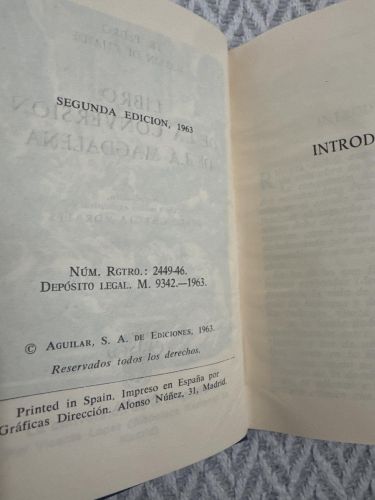 SEGUNDA EDICION, 1963
NÚM. RGTRO.: 2449-46.
DEPÓSITO LEGAL. M. 9342.—1963.
© AGUILAR, S. A. DE EDICIONES, 1963.
Reservados todos los derechos.
Printed in Spain. Impreso en España por
Gráficas Dirección. Alonso Núñez, 31, Madrid.
INTROD